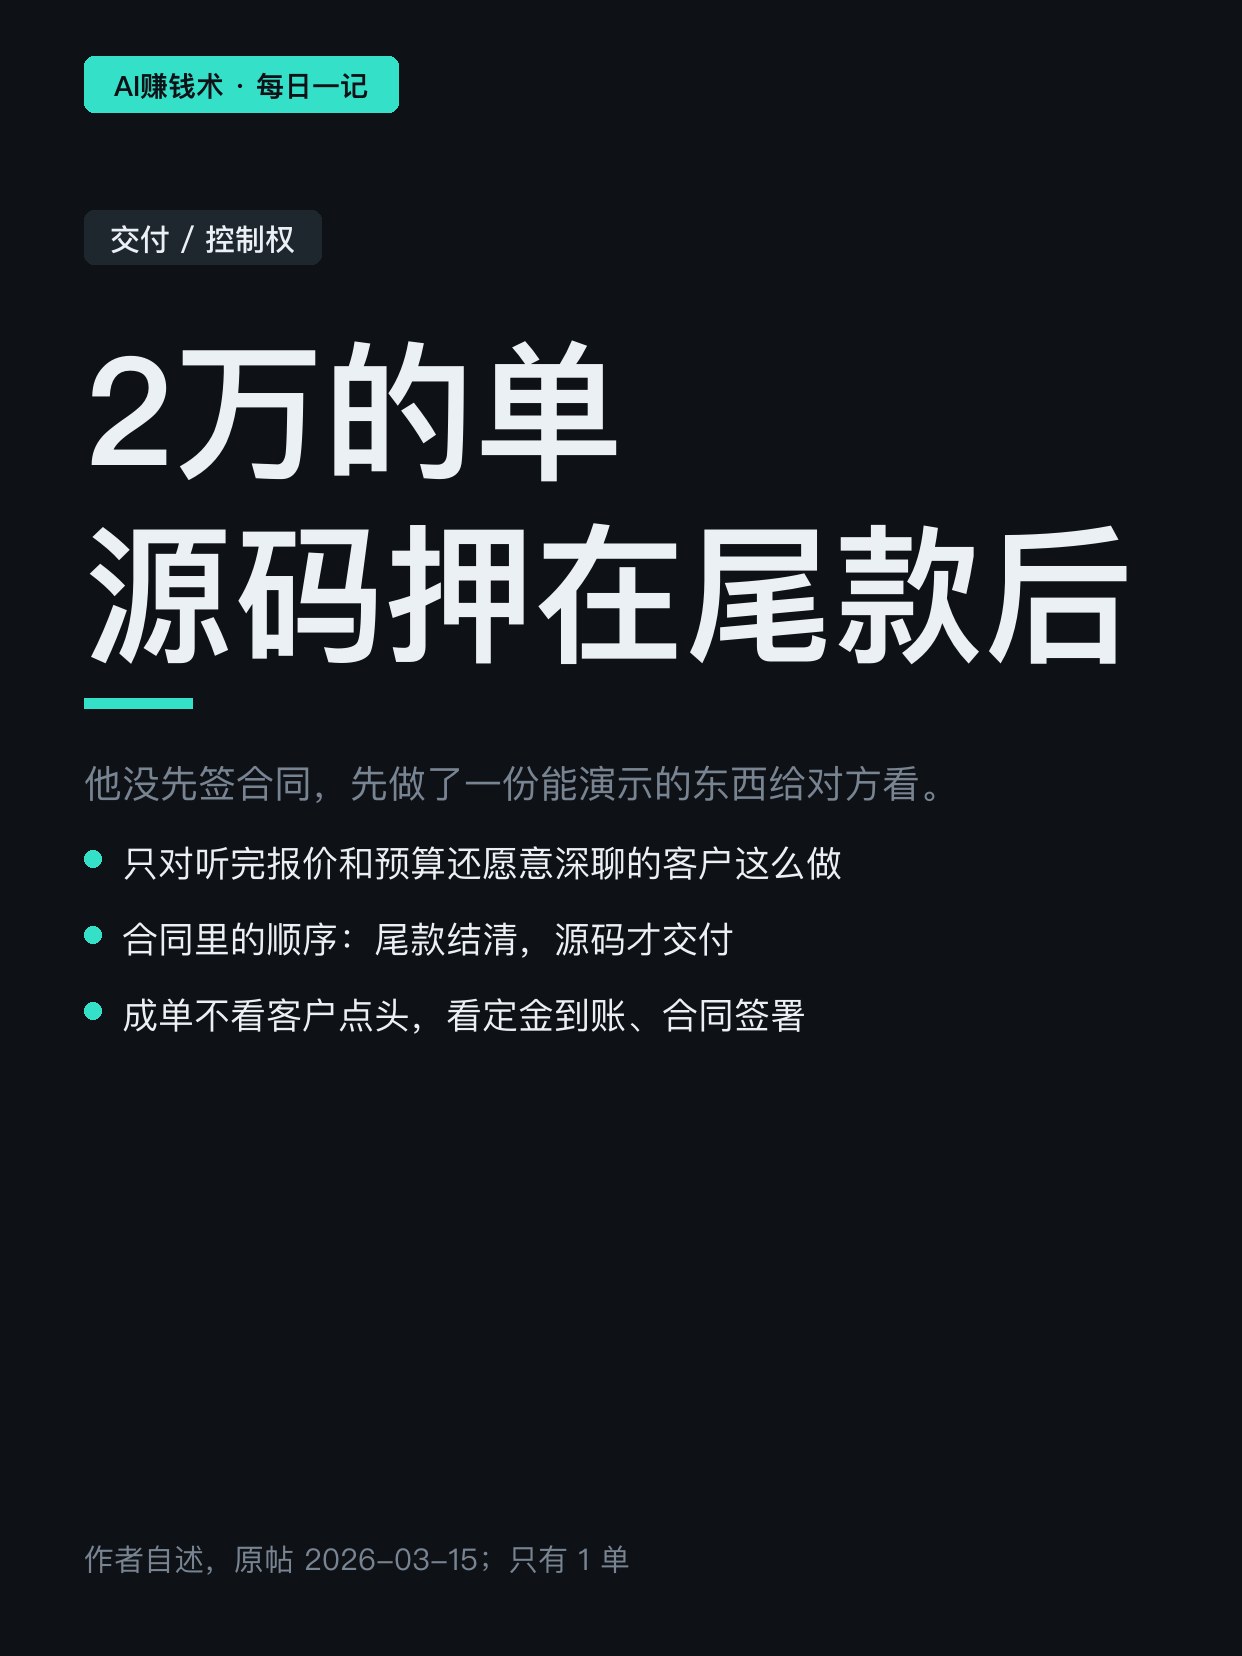 AI赚钱术 · 每日一记
交付 / 控制权
2万的单
源码押在尾款后
他没先签合同，先做了一份能演示的东西给对方看。
只对听完报价和预算还愿意深聊的客户这么做
合同里的顺序：尾款结清，源码才交付
成单不看客户点头，看定金到账、合同签署
作者自述，原帖 2026-03-15；只有 1 单